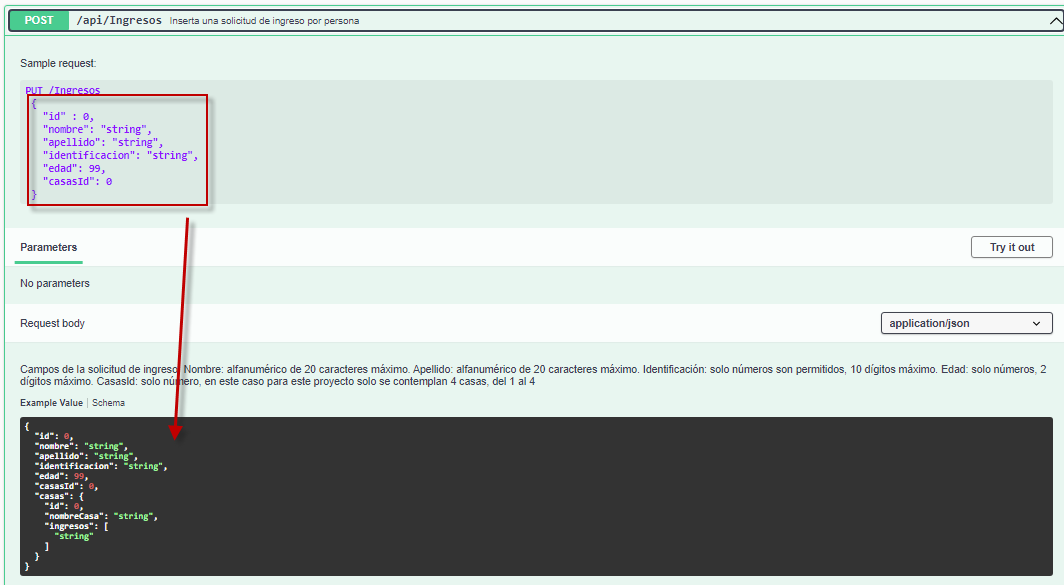 POST /api/Ingresos Inserta una solicitud de ingreso por persona
Sample request:
PUT /Ingresos
{
"id" : 0,
"nombre": "string",
"apellido": "string",
"identificacion": "string",
"edad": 99,
"casasId": 0
}
Parameters
Try it out
No parameters
Request body
application/json
Campos de la solicitud de ingreso. Nombre: alfanumérico de 20 caracteres máximo. Apellido: alfanumérico de 20 caracteres máximo. Identificación: solo números son permitidos, 10 dígitos máximo. Edad: solo números, 2
dígitos máximo. CasasId: solo número, en este caso para este proyecto solo se contemplan 4 casas, del 1 al 4
Example Value | Schema
{
"id": 0,
"nombre": "string",
"apellido": "string",
"identificacion": "string",
"edad": 99,
"casasId": 0,
"casas": {
"id": 0,
"nombreCasa": "string",
"ingresos": [
"string"
]
}
}